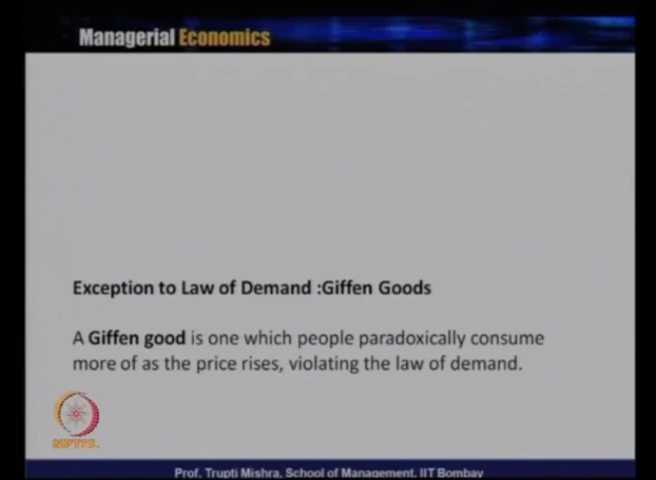 Managerial Economics
Exception to Law of Demand :Giffen Goods
A Giffen good is one which people paradoxically consume
more of as the price rises, violating the law of demand.
NPTEL
Prof. Trupti Mishra, School of Management, IIT Bombay